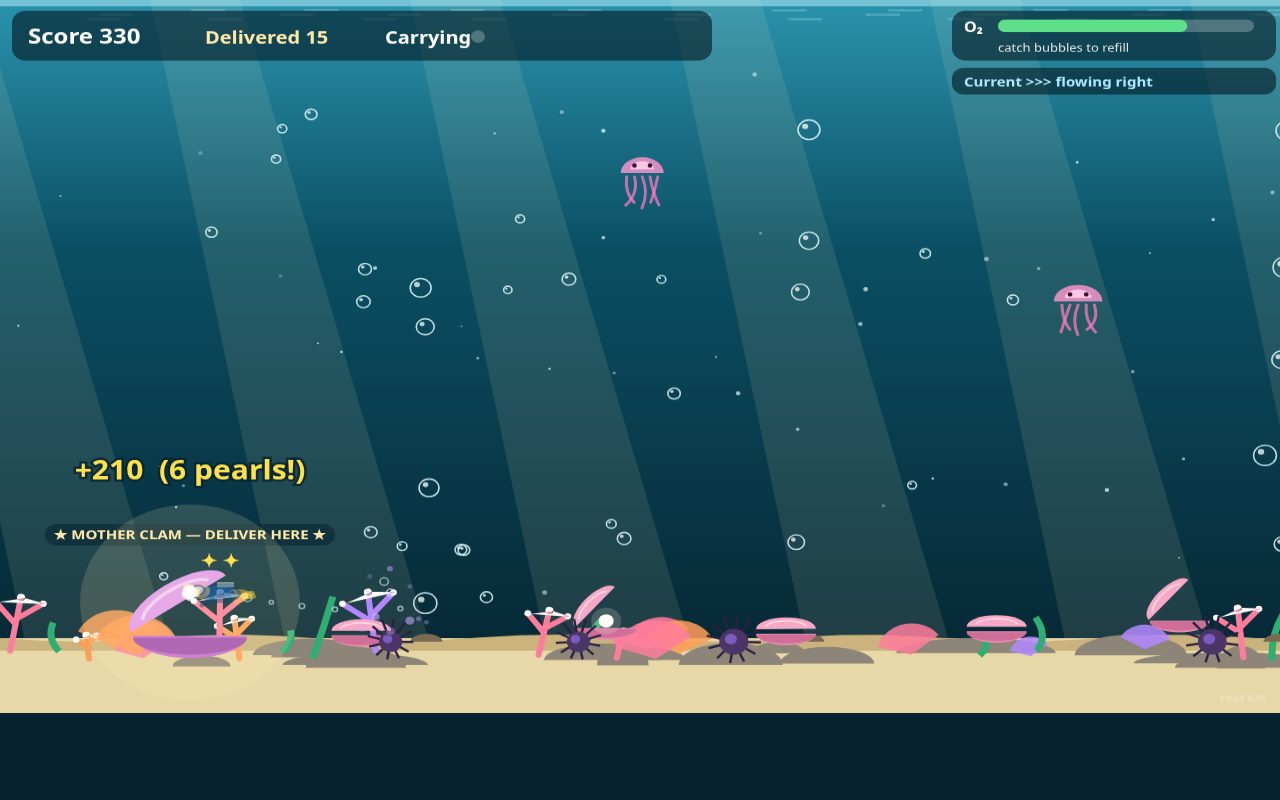 Score 330
Delivered 15
Carrying
O₂
catch bubbles to refill
Current >>> flowing right
+210 (6 pearls!)
★ MOTHER CLAM — DELIVER HERE ★
reef 6%